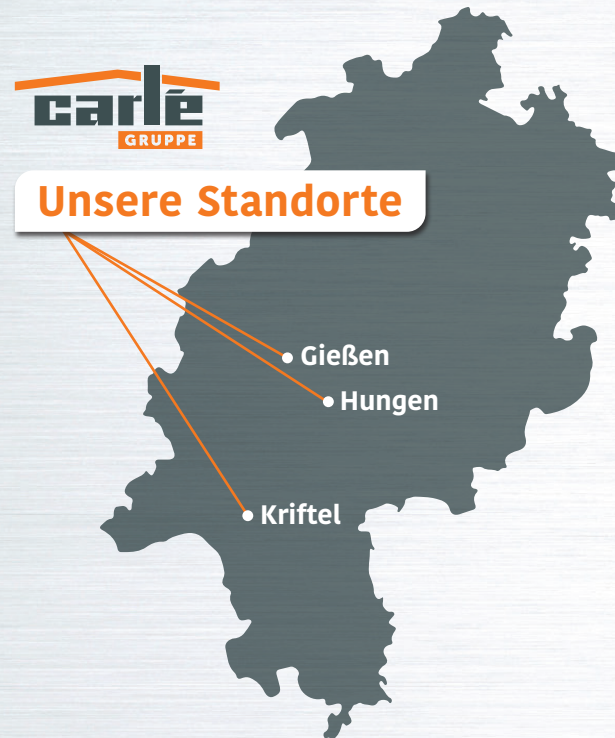 carlé
GRUPPE
Unsere Standorte
Gießen
Hungen
Kriftel